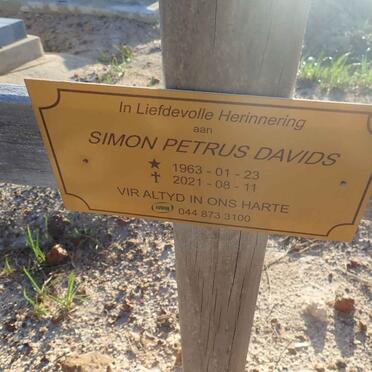 In Liefdevolle Herinnering
aan
SIMON PETRUS DAVIDS
1963 - 01 - 23
2021 - 08 - 11
VIR ALTYD IN ONS HARTE
044 873 3100